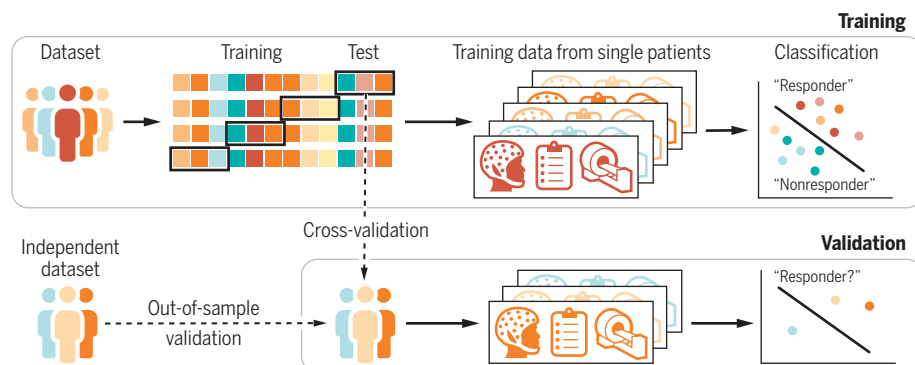 Training
Dataset
Training
Test
Training data from single patients
Classification
"Responder"
"Nonresponder"
Cross-validation
Validation
Independent
dataset
Out-of-sample
validation
"Responder?"